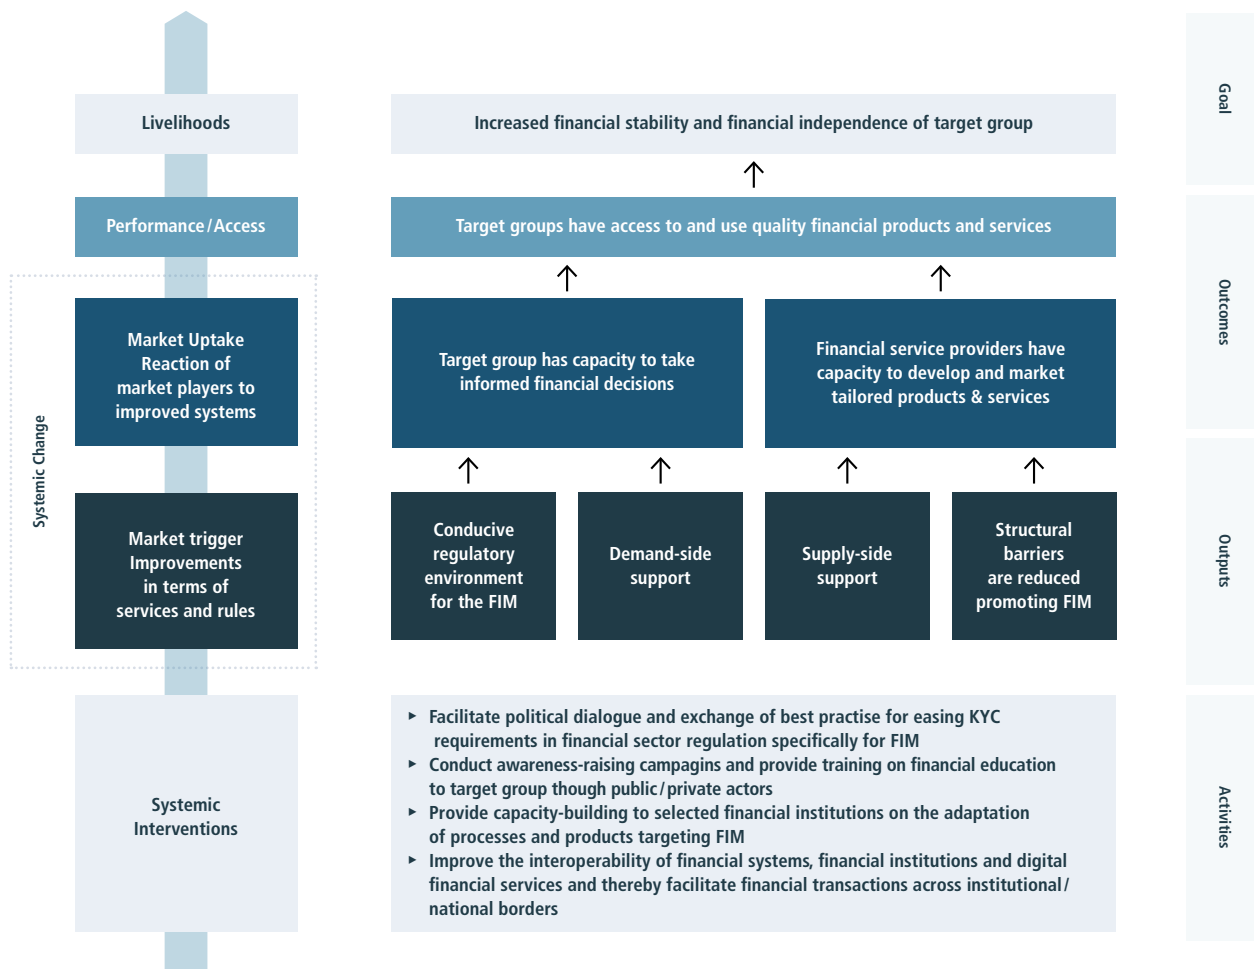 Livelihoods
Increased financial stability and financial independence of target group
Goal
Performance/Access
Target groups have access to and use quality financial products and services
Outcomes
Systemic Change
Market Uptake
Reaction of
market players to
improved systems
Target group has capacity to take
informed financial decisions
Financial service providers have
capacity to develop and market
tailored products & services
Market trigger
Improvements
in terms of
services and rules
Conducive
regulatory
environment
for the FIM
Demand-side
support
Supply-side
support
Structural
barriers
are reduced
promoting FIM
Outputs
Systemic
Interventions
▸ Facilitate political dialogue and exchange of best practise for easing KYC
requirements in financial sector regulation specifically for FIM
▸ Conduct awareness-raising campagins and provide training on financial education
to target group though public/private actors
▸ Provide capacity-building to selected financial institutions on the adaptation
of processes and products targeting FIM
▸ Improve the interoperability of financial systems, financial institutions and digital
financial services and thereby facilitate financial transactions across institutional/
national borders
Activities